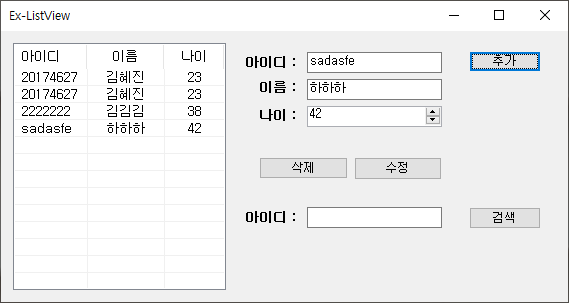 Ex-ListView
아이디 이름 나이
20174627 김혜진 23
20174627 김혜진 23
2222222 김김김 38
sadasfe 하하하 42
아이디 : sadasfe 추가
이름 : 하하하
나이 : 42
삭제 수정
아이디 : 검색